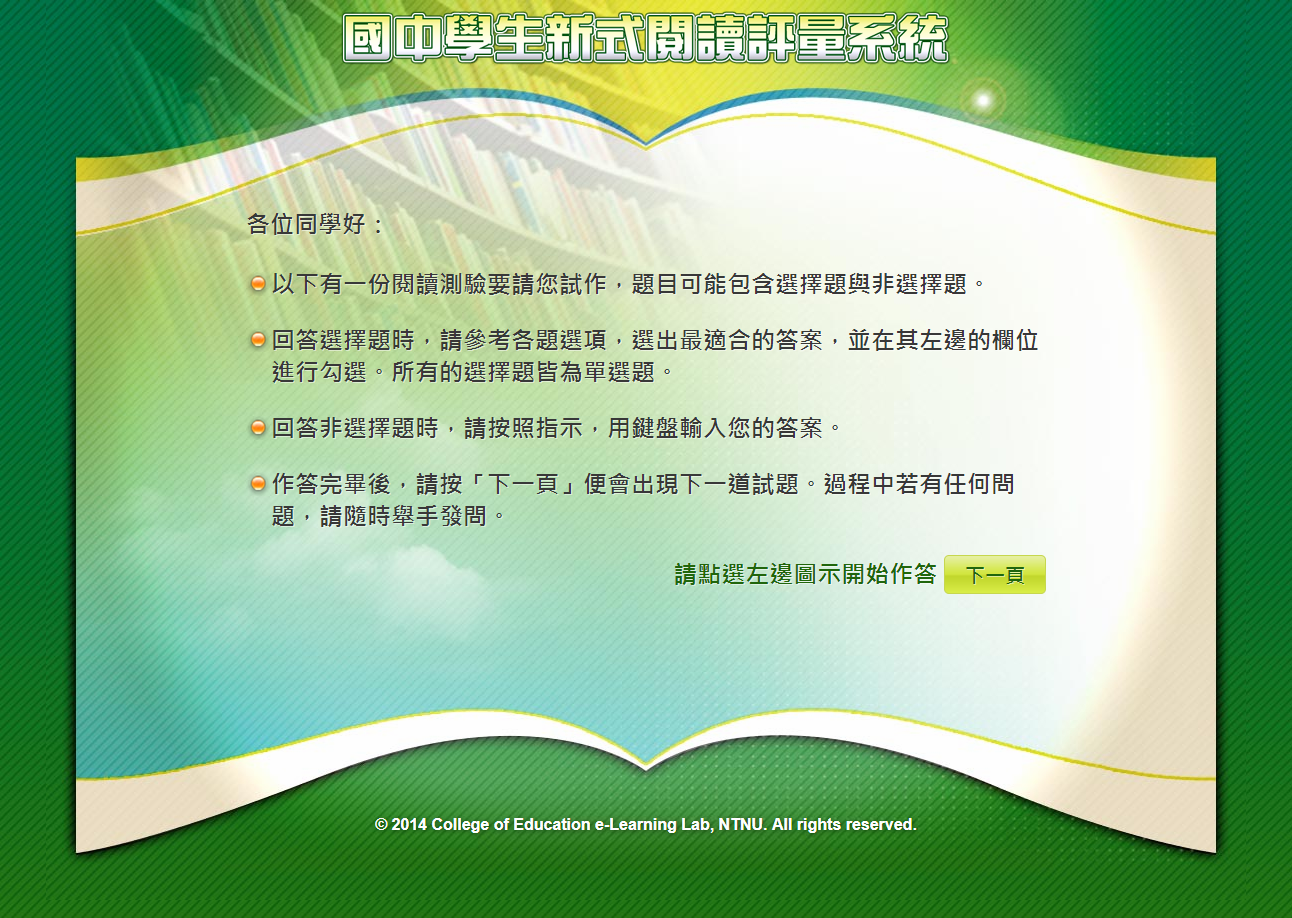 國中學生新式閱讀評量系統
各位同學好：
以下有一份閱讀測驗要請您試作，題目可能包含選擇題與非選擇題。
回答選擇題時，請參考各題選項，選出最適合的答案，並在其左邊的欄位
進行勾選。所有的選擇題皆為單選題。
回答非選擇題時，請按照指示，用鍵盤輸入您的答案。
作答完畢後，請按「下一頁」便會出現下一道試題。過程中若有任何問
題，請隨時舉手發問。
請點選左邊圖示開始作答 下一頁
© 2014 College of Education e-Learning Lab, NTNU. All rights reserved.